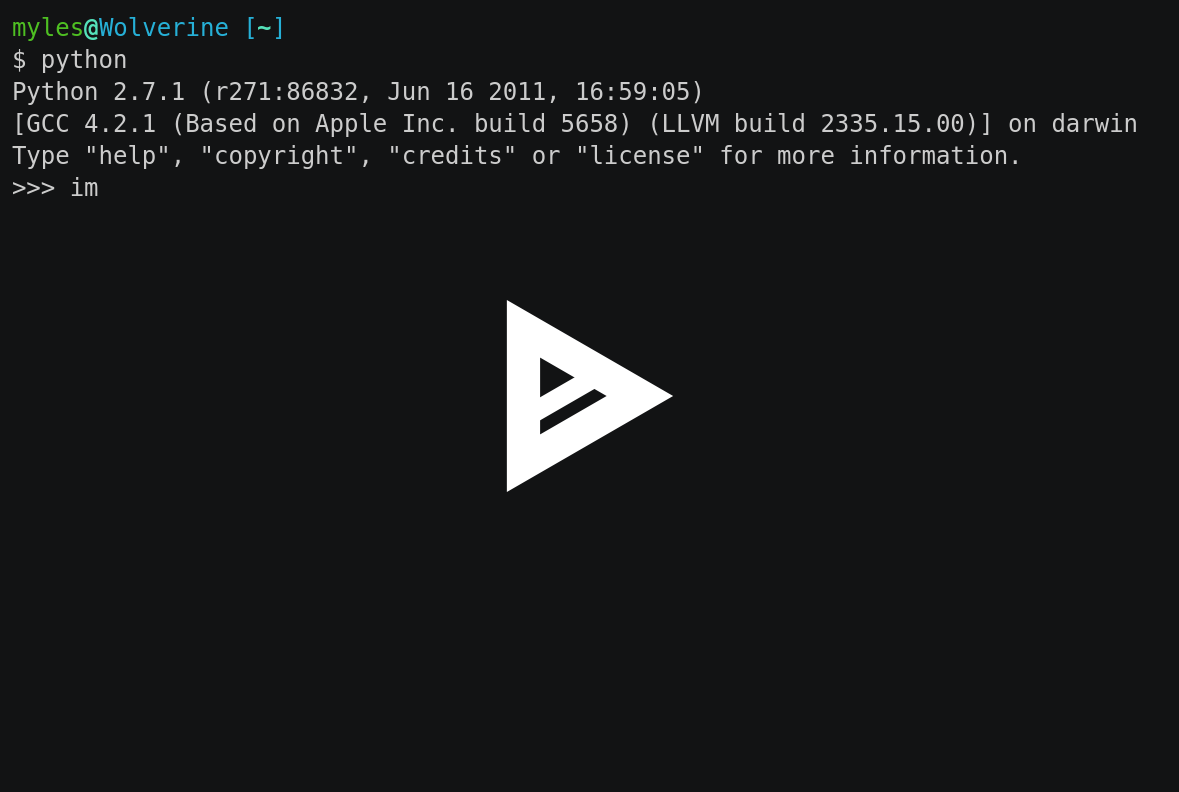 myles@Wolverine [~]
$ python
Python 2.7.1 (r271:86832, Jun 16 2011, 16:59:05)
[GCC 4.2.1 (Based on Apple Inc. build 5658) (LLVM build 2335.15.00)] on darwin
Type "help", "copyright", "credits" or "license" for more information.
>>> im